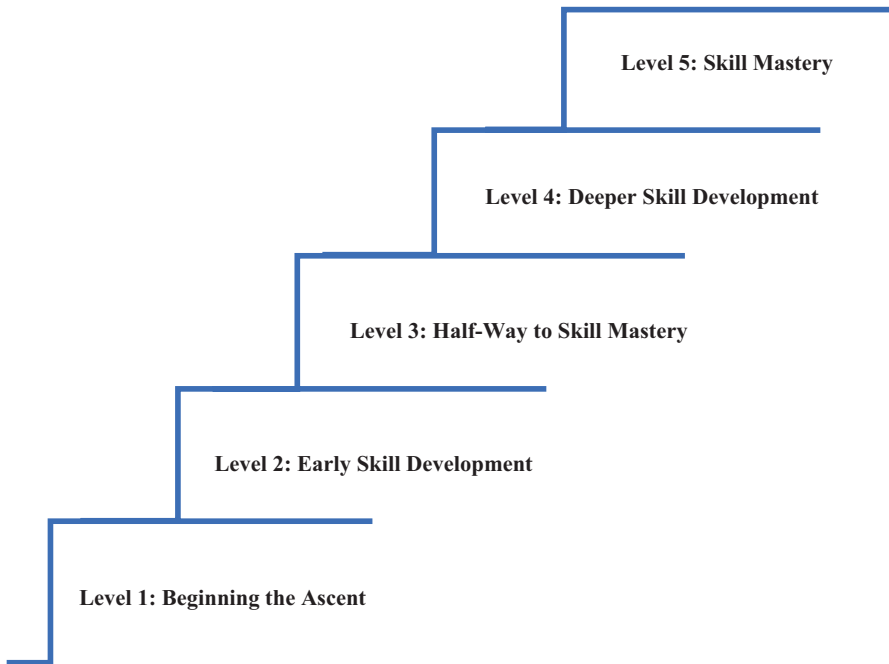 Level 5: Skill Mastery
Level 4: Deeper Skill Development
Level 3: Half-Way to Skill Mastery
Level 2: Early Skill Development
Level 1: Beginning the Ascent